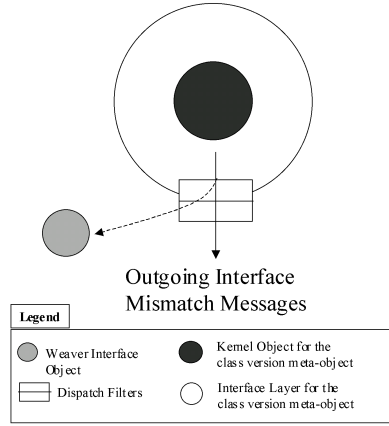 Outgoing Interface
Mismatch Messages
Legend
Weaver Interface
Object
Dispatch Filters
Kernel Object for the
class version meta-object
Interface Layer for the
class version meta-object